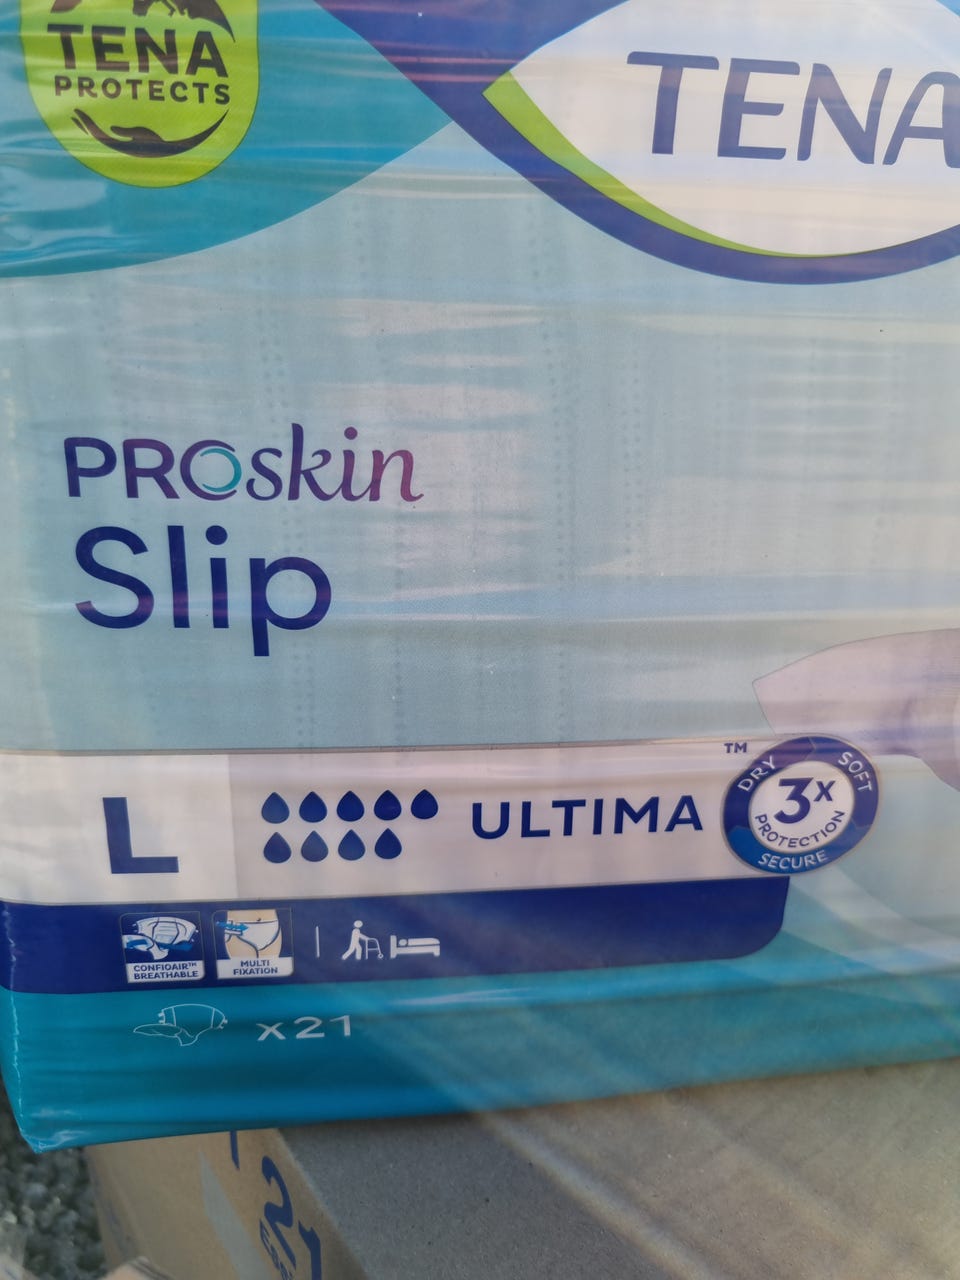 TENA
PROTECTS
TENA
PROskin
Slip
L
ULTIMA
™
DRY
SOFT
3x
PROTECTION
SECURE
CONFIOAIR™
BREATHABLE
MULTI
FIXATION
x21